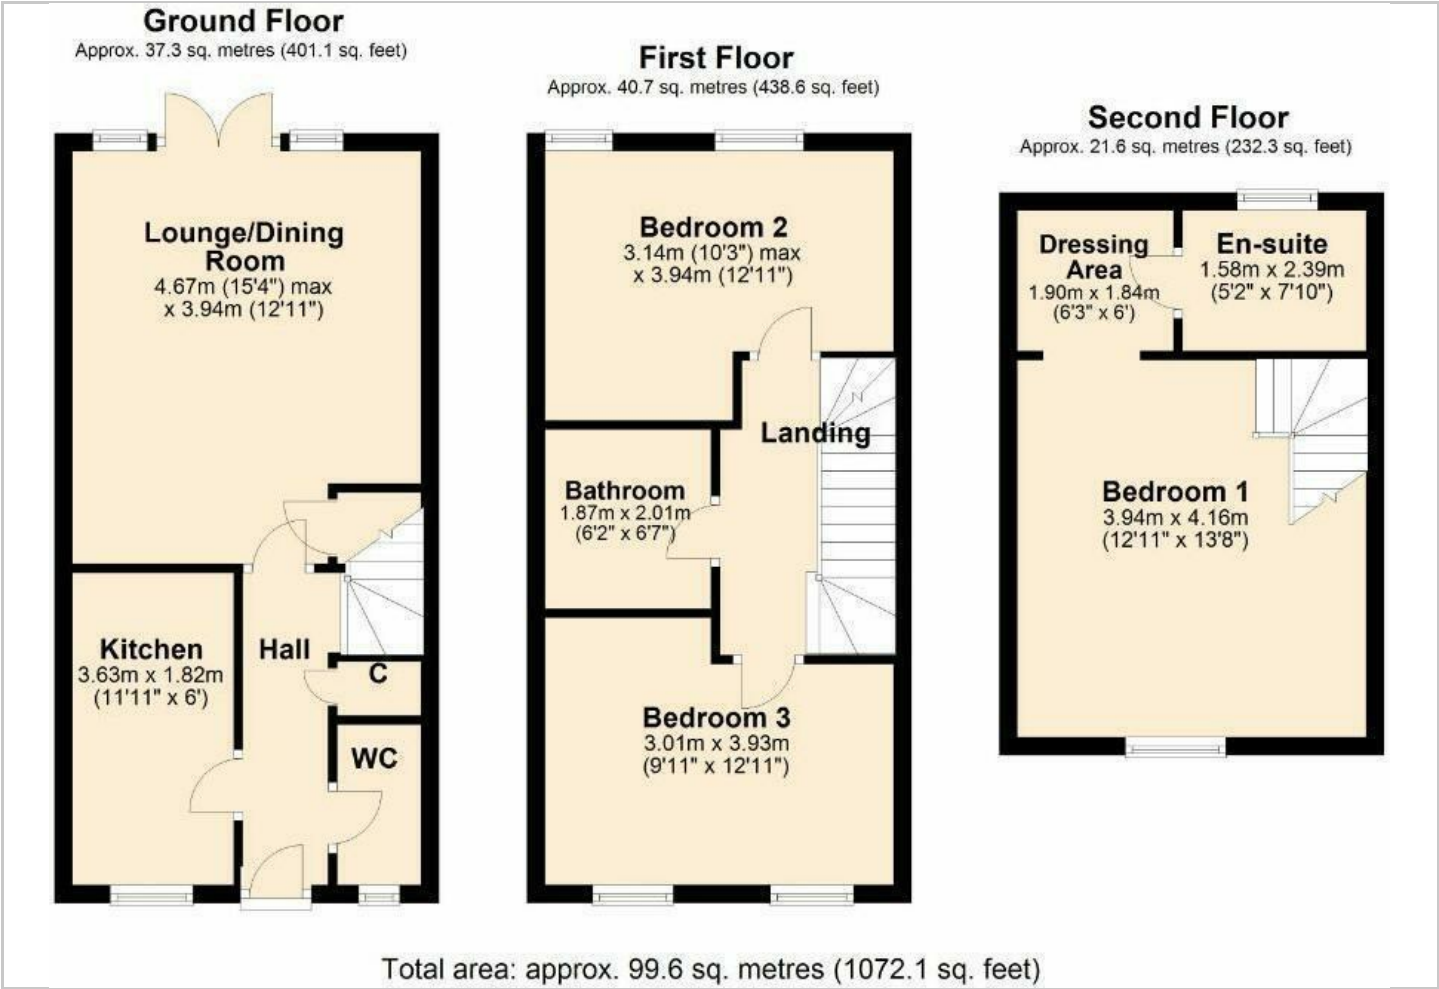 Ground Floor
Approx. 37.3 sq. metres (401.1 sq. feet)
Lounge/Dining
Room
4.67m (15'4") max
x 3.94m (12'11")
Kitchen
3.63m x 1.82m
(11'11" x 6')
Hall
C
WC
First Floor
Approx. 40.7 sq. metres (438.6 sq. feet)
Bedroom 2
3.14m (10'3") max
x 3.94m (12'11")
Landing
Bathroom
1.87m x 2.01m
(6'2" x 6'7")
Bedroom 3
3.01m x 3.93m
(9'11" x 12'11")
Second Floor
Approx. 21.6 sq. metres (232.3 sq. feet)
Dressing
Area
1.90m x 1.84m
(6'3" x 6')
En-suite
1.58m x 2.39m
(5'2" x 7'10")
Bedroom 1
3.94m x 4.16m
(12'11" x 13'8")
Total area: approx. 99.6 sq. metres (1072.1 sq. feet)